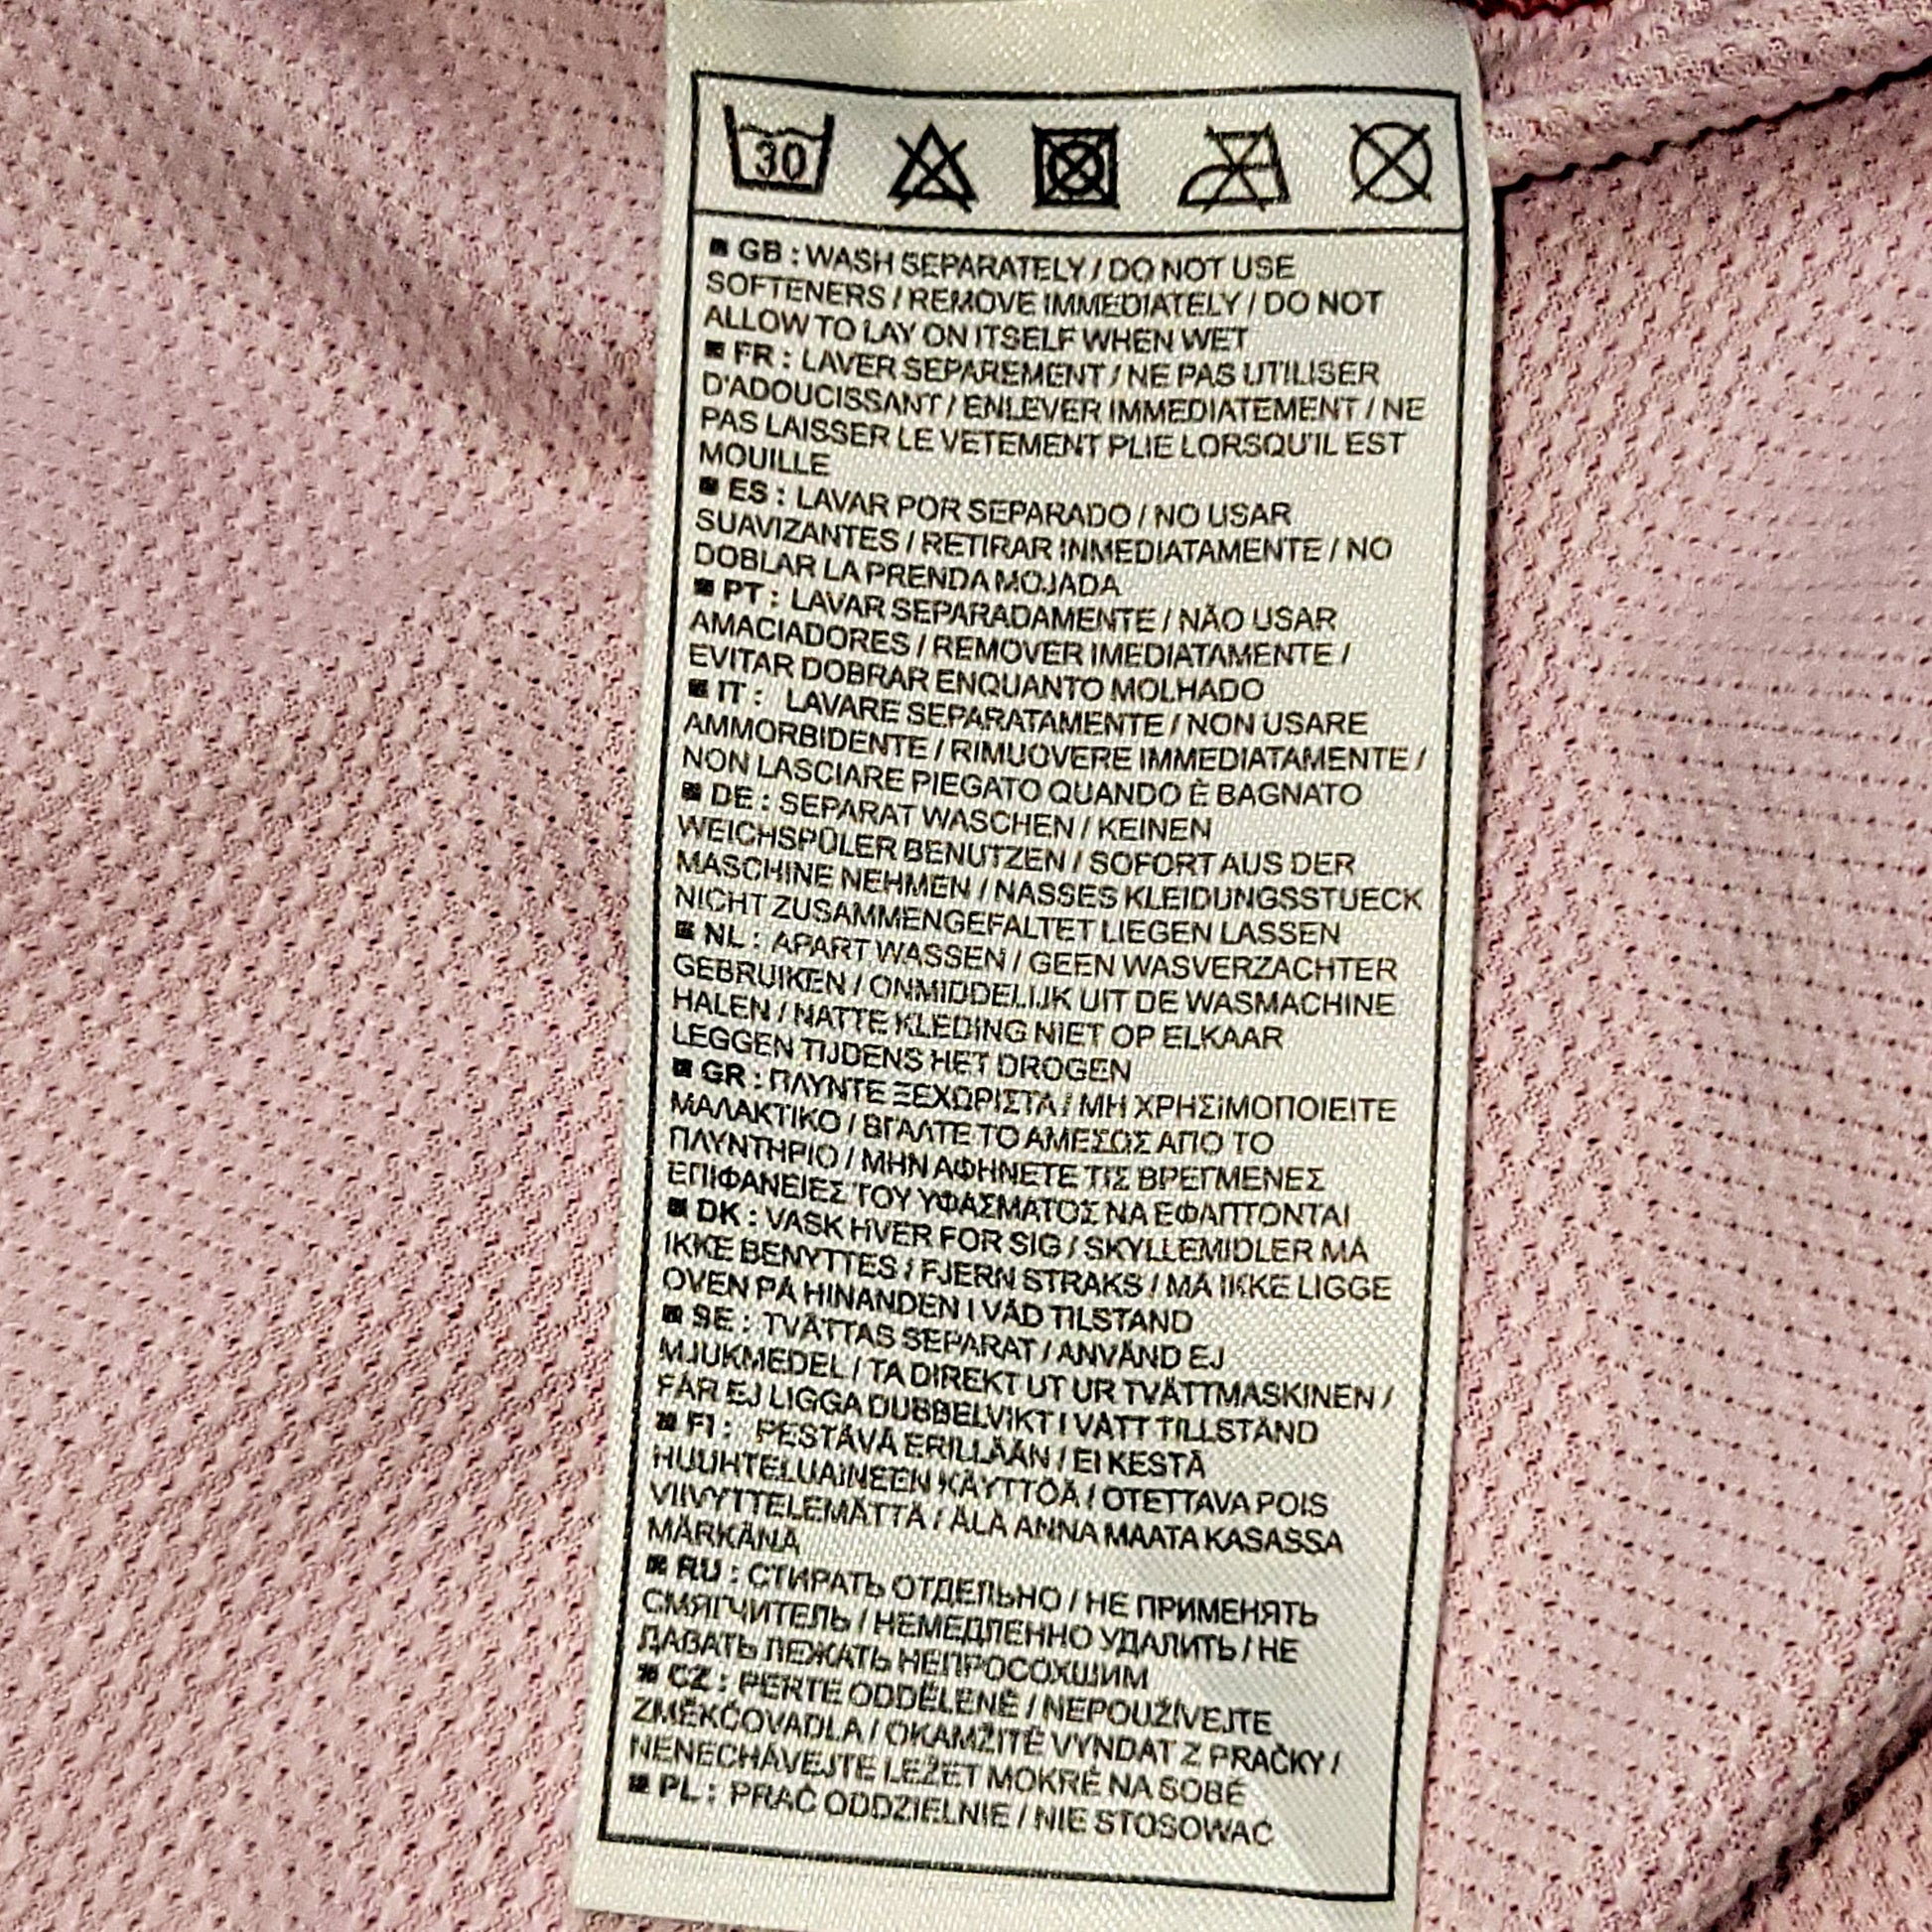 30
GB : WASH SEPARATELY / DO NOT USE
SOFTENERS / REMOVE IMMEDIATELY / DO NOT
ALLOW TO LAY ON ITSELF WHEN WET
FR : LAVER SEPAREMENT / NE PAS UTILISER
D'ADOUCISSANT / ENLEVER IMMEDIATEMENT / NE
PAS LAISSER LE VETEMENT PLIE LORSQU'IL EST
MOUILLE
ES : LAVAR POR SEPARADO / NO USAR
SUAVIZANTES / RETIRAR INMEDIATAMENTE / NO
DOBLAR LA PRENDA MOJADA
PT : LAVAR SEPARADAMENTE / NÃO USAR
AMACIADORES / REMOVER IMEDIATAMENTE /
EVITAR DOBRAR ENQUANTO MOLHADO
IT : LAVARE SEPARATAMENTE / NON USARE
AMMORBIDENTE / RIMUOVERE IMMEDIATAMENTE /
NON LASCIARE PIEGATO QUANDO È BAGNATO
DE : SEPARAT WASCHEN / KEINEN
WEICHSPÜLER BENUTZEN / SOFORT AUS DER
MASCHINE NEHMEN / NASSES KLEIDUNGSSTUECK
NICHT ZUSAMMENGEFALTET LIEGEN LASSEN
NL : APART WASSEN / GEEN WASVERZACHTER
GEBRUIKEN / ONMIDDELIJK UIT DE WASMACHINE
HALEN / NATTE KLEDING NIET OP ELKAAR
LEGGEN TIJDENS HET DROGEN
GR : ΠΛΥΝΤΕ ΞΕΧΩΡΙΣΤΑ / ΜΗ ΧΡΗΣΙΜΟΠΟΙΕΙΤΕ
ΜΑΛΑΚΤΙΚΟ / ΒΓΑΛΤΕ ΤΟ ΑΜΕΣΩΣ ΑΠΟ ΤΟ
ΠΛΥΝΤΗΡΙΟ / ΜΗΝ ΑΦΗΝΕΤΕ ΤΙΣ ΒΡΕΓΜΕΝΕΣ
ΕΠΙΦΑΝΕΙΕΣ ΤΟΥ ΥΦΑΣΜΑΤΟΣ ΝΑ ΕΦΑΠΤΟΝΤΑΙ
DK : VASK HVER FOR SIG / SKYLLEMIDLER MÅ
IKKE BENYTTES / FJERN STRAKS / MÅ IKKE LIGGE
OVEN PÅ HINANDEN I VÅD TILSTAND
SE : TVÄTTAS SEPARAT / ANVÄND EJ
MJUKMEDEL / TA DIREKT UT UR TVÄTTMASKINEN /
FÅR EJ LIGGA DUBBELVIKT I VÅTT TILLSTÅND
FI : PESTÄVÄ ERILLÄÄN / EI KESTÄ
HUUHTELUAINEEN KÄYTTÖÄ / OTETTAVA POIS
VIIVYTTELEMÄTTÄ / ÄLÄ ANNA MAATA KASASSA
MÄRKÄNÄ
RU : СТИРАТЬ ОТДЕЛЬНО / НЕ ПРИМЕНЯТЬ
СМЯГЧИТЕЛЬ / НЕМЕДЛЕННО УДАЛИТЬ / НЕ
ДАВАТЬ ЛЕЖАТЬ НЕПРОСОХШИМ
CZ : PERTE ODDĚLENĚ / NEPOUŽÍVEJTE
ZMĚKČOVADLA / OKAMŽITĚ VYNDAT Z PRAČKY /
NENECHÁVEJTE LEŽET MOKRÉ NA SOBĚ
PL : PRAĆ ODDZIELNIE / NIE STOSOWAĆ